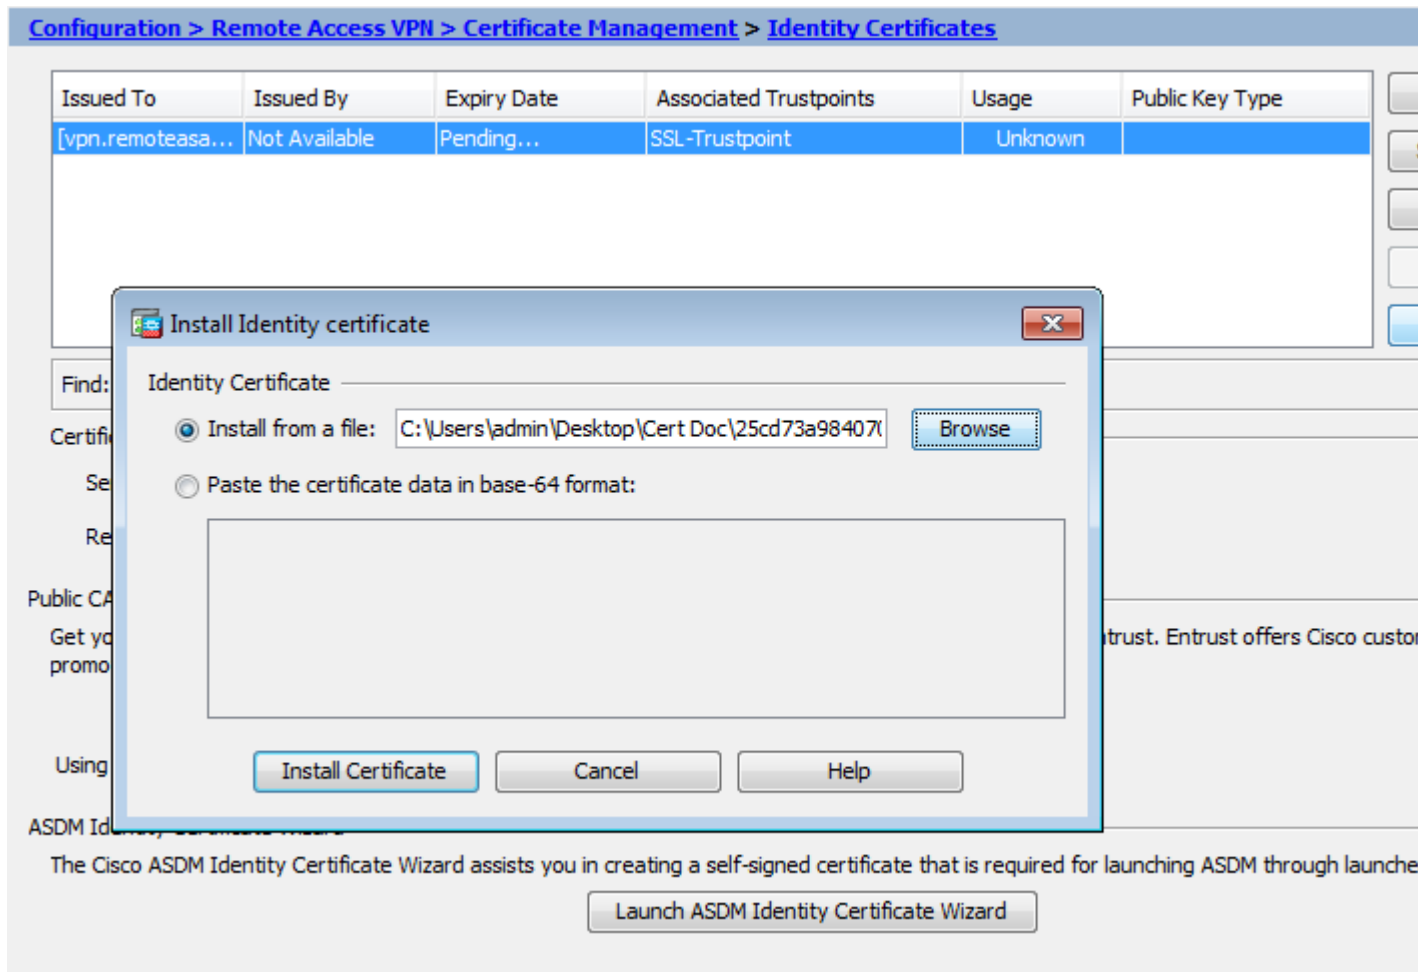 Configuration > Remote Access VPN > Certificate Management > Identity Certificates
Issued To Issued By Expiry Date Associated Trustpoints Usage Public Key Type
[vpn.remoteasa... Not Available Pending... SSL-Trustpoint Unknown
Install Identity certificate
Find:
Identity Certificate
Install from a file: C:\Users\admin\Desktop\Cert Doc\25cd73a984070 Browse
Certifi
Se
Paste the certificate data in base-64 format:
Re
Public CA
Get yo
trust. Entrust offers Cisco custo
promo
Using
Install Certificate Cancel Help
ASDM Identity Certificate Wizard
The Cisco ASDM Identity Certificate Wizard assists you in creating a self-signed certificate that is required for launching ASDM through launche
Launch ASDM Identity Certificate Wizard